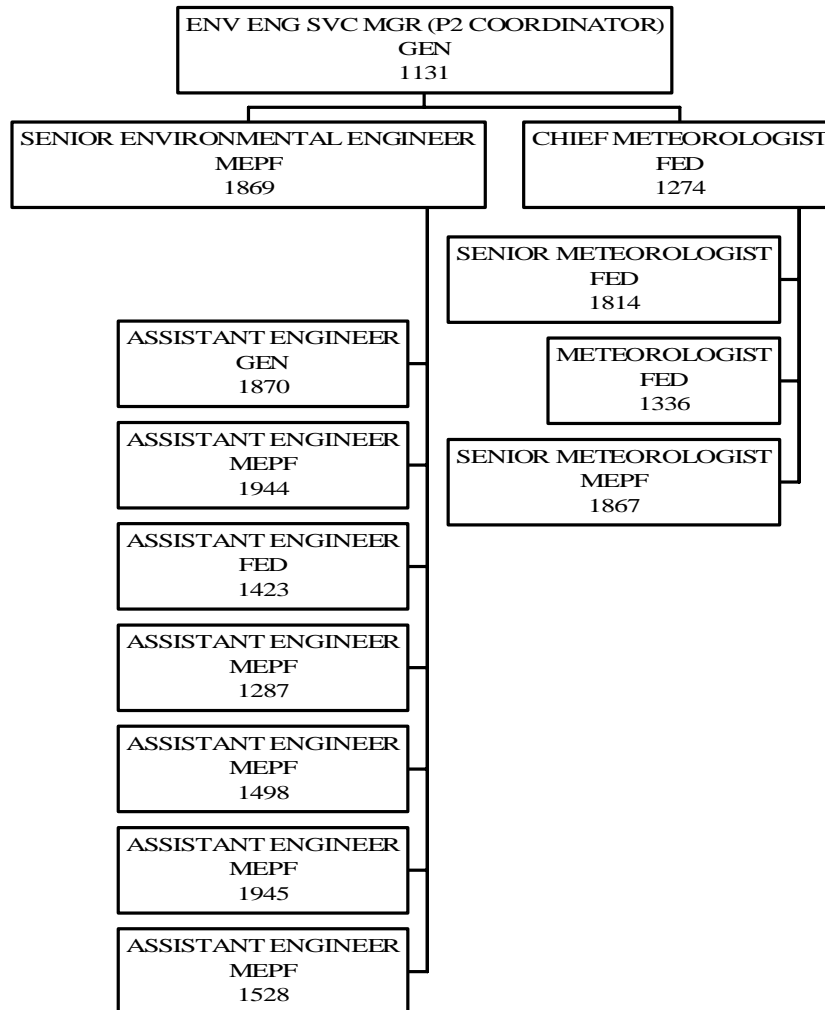 ENV ENG SVC MGR (P2 COORDINATOR)
GEN
1131
SENIOR ENVIRONMENTAL ENGINEER
MEPF
1869
CHIEF METEOROLOGIST
FED
1274
SENIOR METEOROLOGIST
FED
1814
METEOROLOGIST
FED
1336
SENIOR METEOROLOGIST
MEPF
1867
ASSISTANT ENGINEER
GEN
1870
ASSISTANT ENGINEER
MEPF
1944
ASSISTANT ENGINEER
FED
1423
ASSISTANT ENGINEER
MEPF
1287
ASSISTANT ENGINEER
MEPF
1498
ASSISTANT ENGINEER
MEPF
1945
ASSISTANT ENGINEER
MEPF
1528